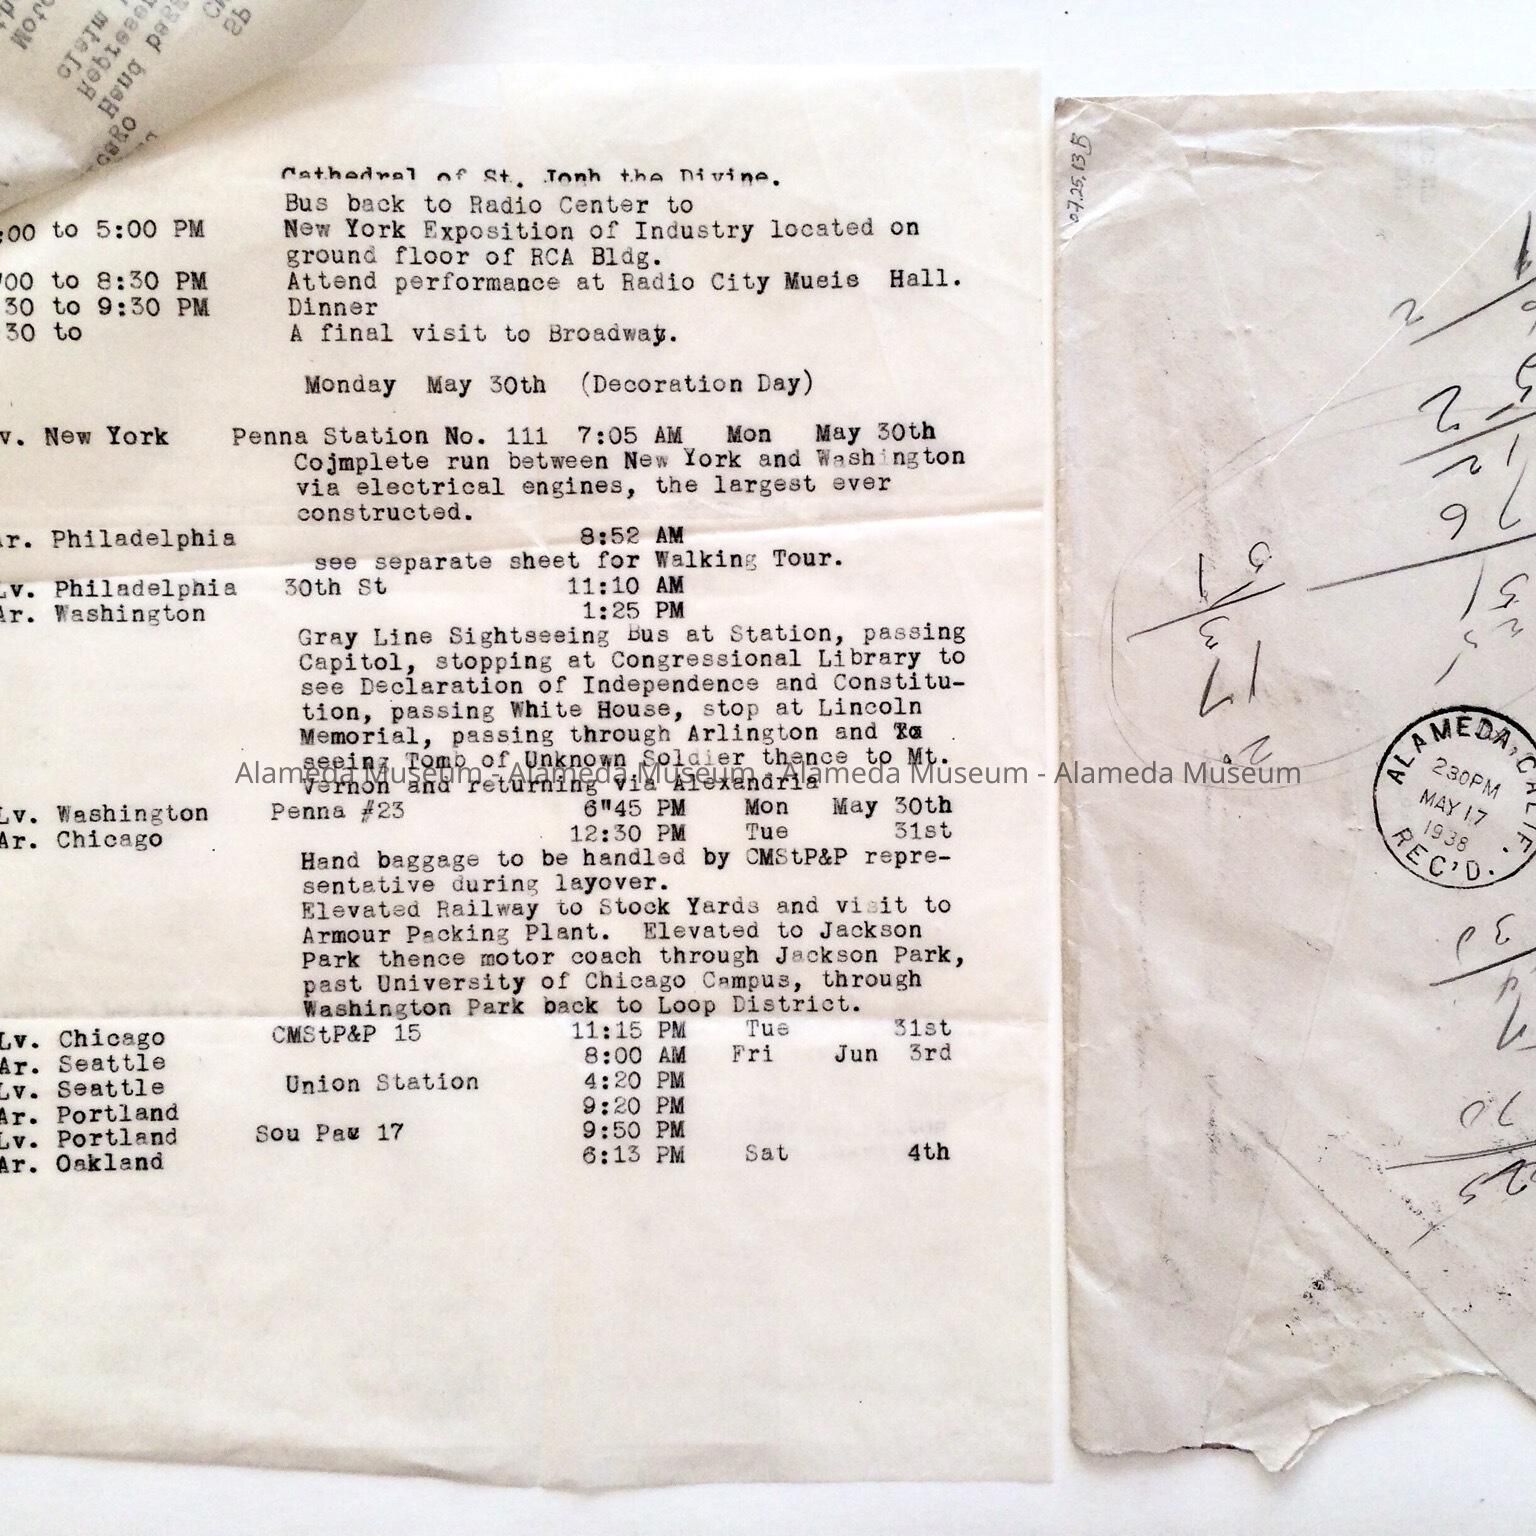 Cathedral of St. Jonh the Divine.
Bus back to Radio Center to
:00 to 5:00 PM New York Exposition of Industry located on
ground floor of RCA Bldg.
00 to 8:30 PM Attend performance at Radio City Museis Hall.
30 to 9:30 PM Dinner
30 to A final visit to Broadway.
Monday May 30th (Decoration Day)
v. New York Penna Station No. 111 7:05 AM Mon May 30th
Cojmplete run between New York and Washington
via electrical engines, the largest ever
constructed.
Ar. Philadelphia 8:52 AM
see separate sheet for Walking Tour.
Lv. Philadelphia 30th St 11:10 AM
Ar. Washington 1:25 PM
Gray Line Sightseeing Bus at Station, passing
Capitol, stopping at Congressional Library to
see Declaration of Independence and Constitu-
tion, passing White House, stop at Lincoln
Memorial, passing through Arlington and
seeing Tomb of Unknown Soldier thence to Mt.
Vernon and returning via Alexandria
Lv. Washington Penna #23 6"45 PM Mon May 30th
Ar. Chicago 12:30 PM Tue 31st
Hand baggage to be handled by CMStP&P repre-
sentative during layover.
Elevated Railway to Stock Yards and visit to
Armour Packing Plant. Elevated to Jackson
Park thence motor coach through Jackson Park,
past University of Chicago Campus, through
Washington Park back to Loop District.
Lv. Chicago CMStP&P 15 11:15 PM Tue 31st
Ar. Seattle 8:00 AM Fri Jun 3rd
Lv. Seattle Union Station 4:20 PM
Ar. Portland 9:20 PM
Lv. Portland Sou Pac 17 9:50 PM
Ar. Oakland 6:13 PM Sat 4th
Alameda Museum - Alameda Museum - Alameda Museum - Alameda Museum
07.25.13 B
ALAMEDA, CALIF.
230PM
MAY 17
1938
REC'D.